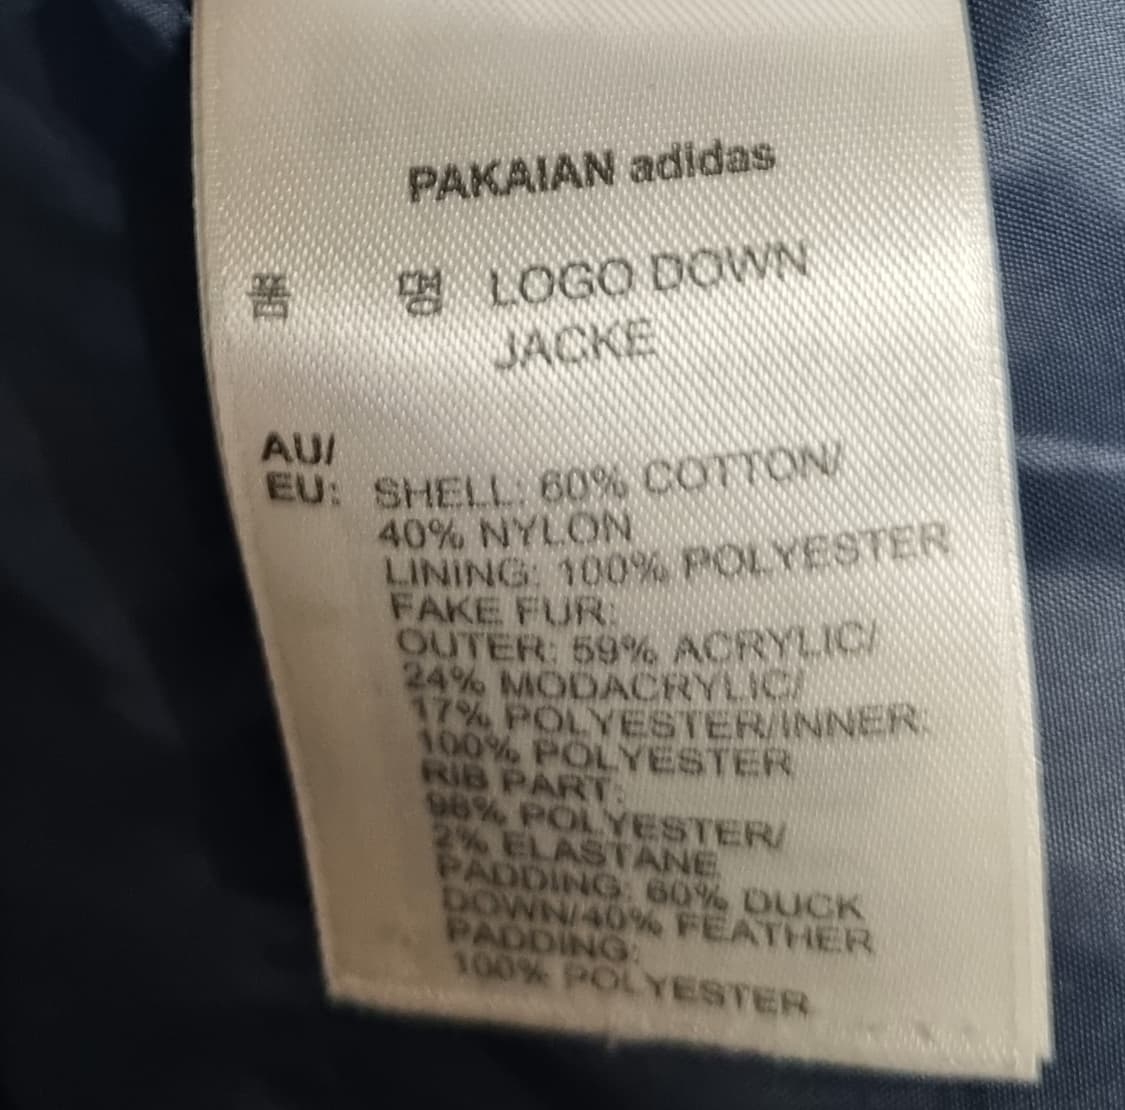 PAKAIAN adidas
품 명 LOGO DOWN
JACKE
AU/
EU: SHELL: 60% COTTON/
40% NYLON
LINING: 100% POLYESTER
FAKE FUR:
OUTER: 59% ACRYLIC/
24% MODACRYLIC/
17% POLYESTER/INNER:
100% POLYESTER
RIB PART:
98% POLYESTER/
2% ELASTANE
PADDING: 60% DUCK
DOWN/40% FEATHER
PADDING:
100% POLYESTER